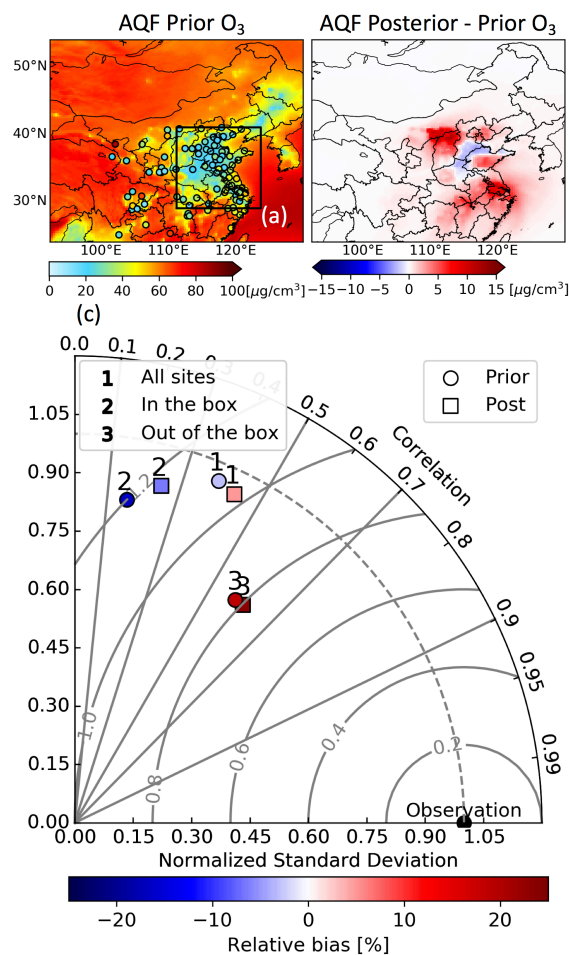 AQF Prior O₃
AQF Posterior - Prior O₃
50°N
40°N
30°N
(a)
100°E 110°E 120°E
100°E 110°E 120°E
0 20 40 60 80 100 [μg/cm³]
−15 −10 −5 0 5 10 15 [μg/cm³]
(c)
0.0 0.1 0.2 0.3 0.4 0.5 0.6 0.7 0.8 0.9 0.95 0.99
Correlation
1 All sites
2 In the box
3 Out of the box
Prior
Post
1.05
0.90
0.75
0.60
0.45
0.30
0.15
0.00
2 2 1 1
1.2
3 3
1.0 0.8 0.6 0.4 0.2
Observation
0.00 0.15 0.30 0.45 0.60 0.75 0.90 1.05
Normalized Standard Deviation
−20 −10 0 10 20
Relative bias [%]